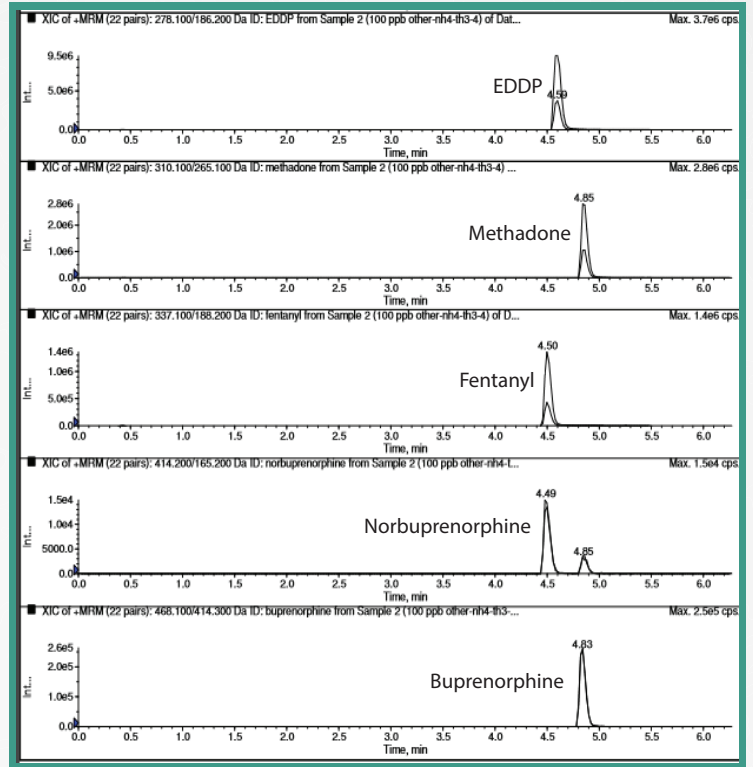 XIC of +MRM (22 pairs): 278.100/186.200 Da ID: EDDP from Sample 2 (100 ppb other-nh4-th3-4) of Dat... Max. 3.7e6 cps.
9.5e6
EDDP
5.0e6
4.59
Int...
0.0
0.0 0.5 1.0 1.5 2.0 2.5 3.0 3.5 4.0 4.5 5.0 5.5 6.0
Time, min
XIC of +MRM (22 pairs): 310.100/265.100 Da ID: methadone from Sample 2 (100 ppb other-nh4-th3-4) ... Max. 2.8e6 cps.
2.8e6
4.85
2.0e6
Methadone
1.0e6
Int...
0.0
0.0 0.5 1.0 1.5 2.0 2.5 3.0 3.5 4.0 4.5 5.0 5.5 6.0
Time, min
XIC of +MRM (22 pairs): 337.100/188.200 Da ID: fentanyl from Sample 2 (100 ppb other-nh4-th3-4) of D... Max. 1.4e6 cps.
1.4e6
4.50
1.0e6
Fentanyl
5.0e5
Int...
0.0
0.0 0.5 1.0 1.5 2.0 2.5 3.0 3.5 4.0 4.5 5.0 5.5 6.0
Time, min
XIC of +MRM (22 pairs): 414.200/165.200 Da ID: norbuprenorphine from Sample 2 (100 ppb other-nh4-t... Max. 1.5e4 cps.
1.5e4
4.49
1.0e4
Norbuprenorphine
5000.0
4.85
Int...
0.0
0.0 0.5 1.0 1.5 2.0 2.5 3.0 3.5 4.0 4.5 5.0 5.5 6.0
Time, min
XIC of +MRM (22 pairs): 468.100/414.300 Da ID: buprenorphine from Sample 2 (100 ppb other-nh4-th3-... Max. 2.5e5 cps.
2.6e5
4.83
2.0e5
Buprenorphine
1.0e5
Int...
0.0
0.0 0.5 1.0 1.5 2.0 2.5 3.0 3.5 4.0 4.5 5.0 5.5 6.0
Time, min